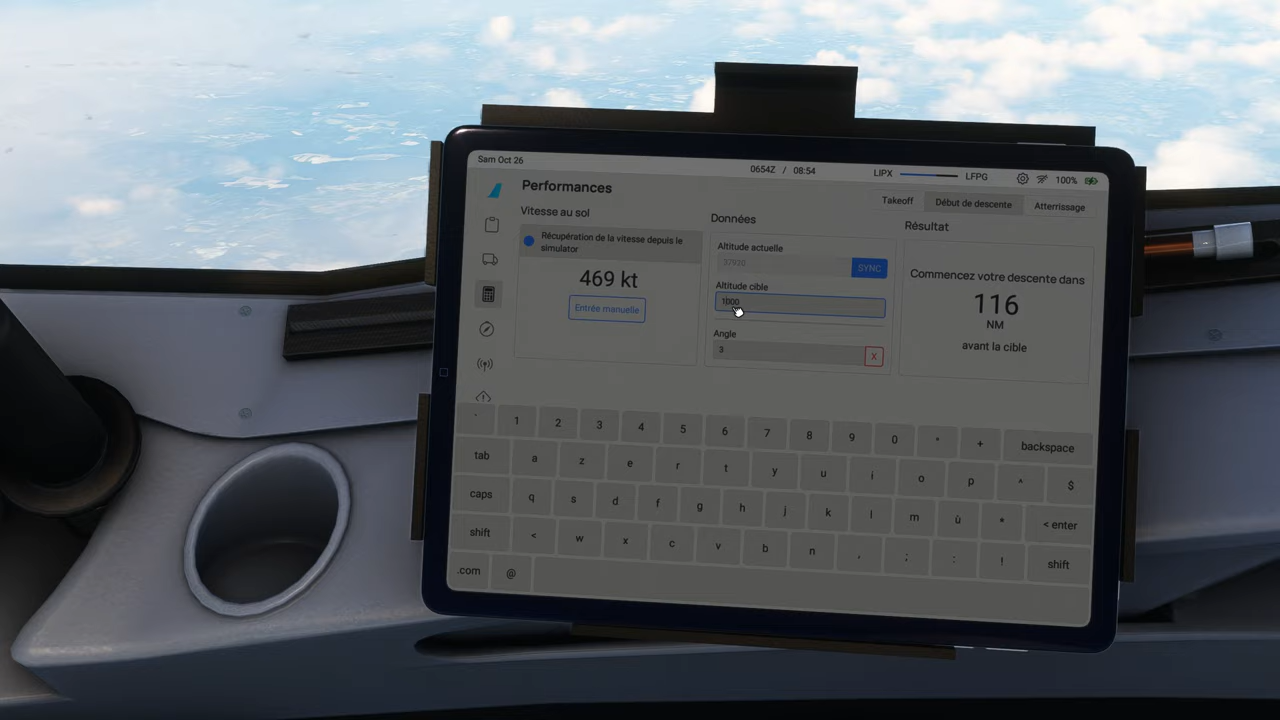 Sam Oct 26
0654Z / 08:54
LIPX
LFPG
100%
Performances
Takeoff
Début de descente
Atterrissage
Vitesse au sol
Récupération de la vitesse depuis le
simulator
469 kt
Entrée manuelle
Données
Altitude actuelle
37930
SYNC
Altitude cible
1000
Angle
3
X
Résultat
Commencez votre descente dans
116
NM
avant la cible
` 1 2 3 4 5 6 7 8 9 0 ° + backspace
tab a z e r t y u i o p ^ $
caps q s d f g h j k l m ù * < enter
shift < w x c v b n , ; : ! shift
.com @